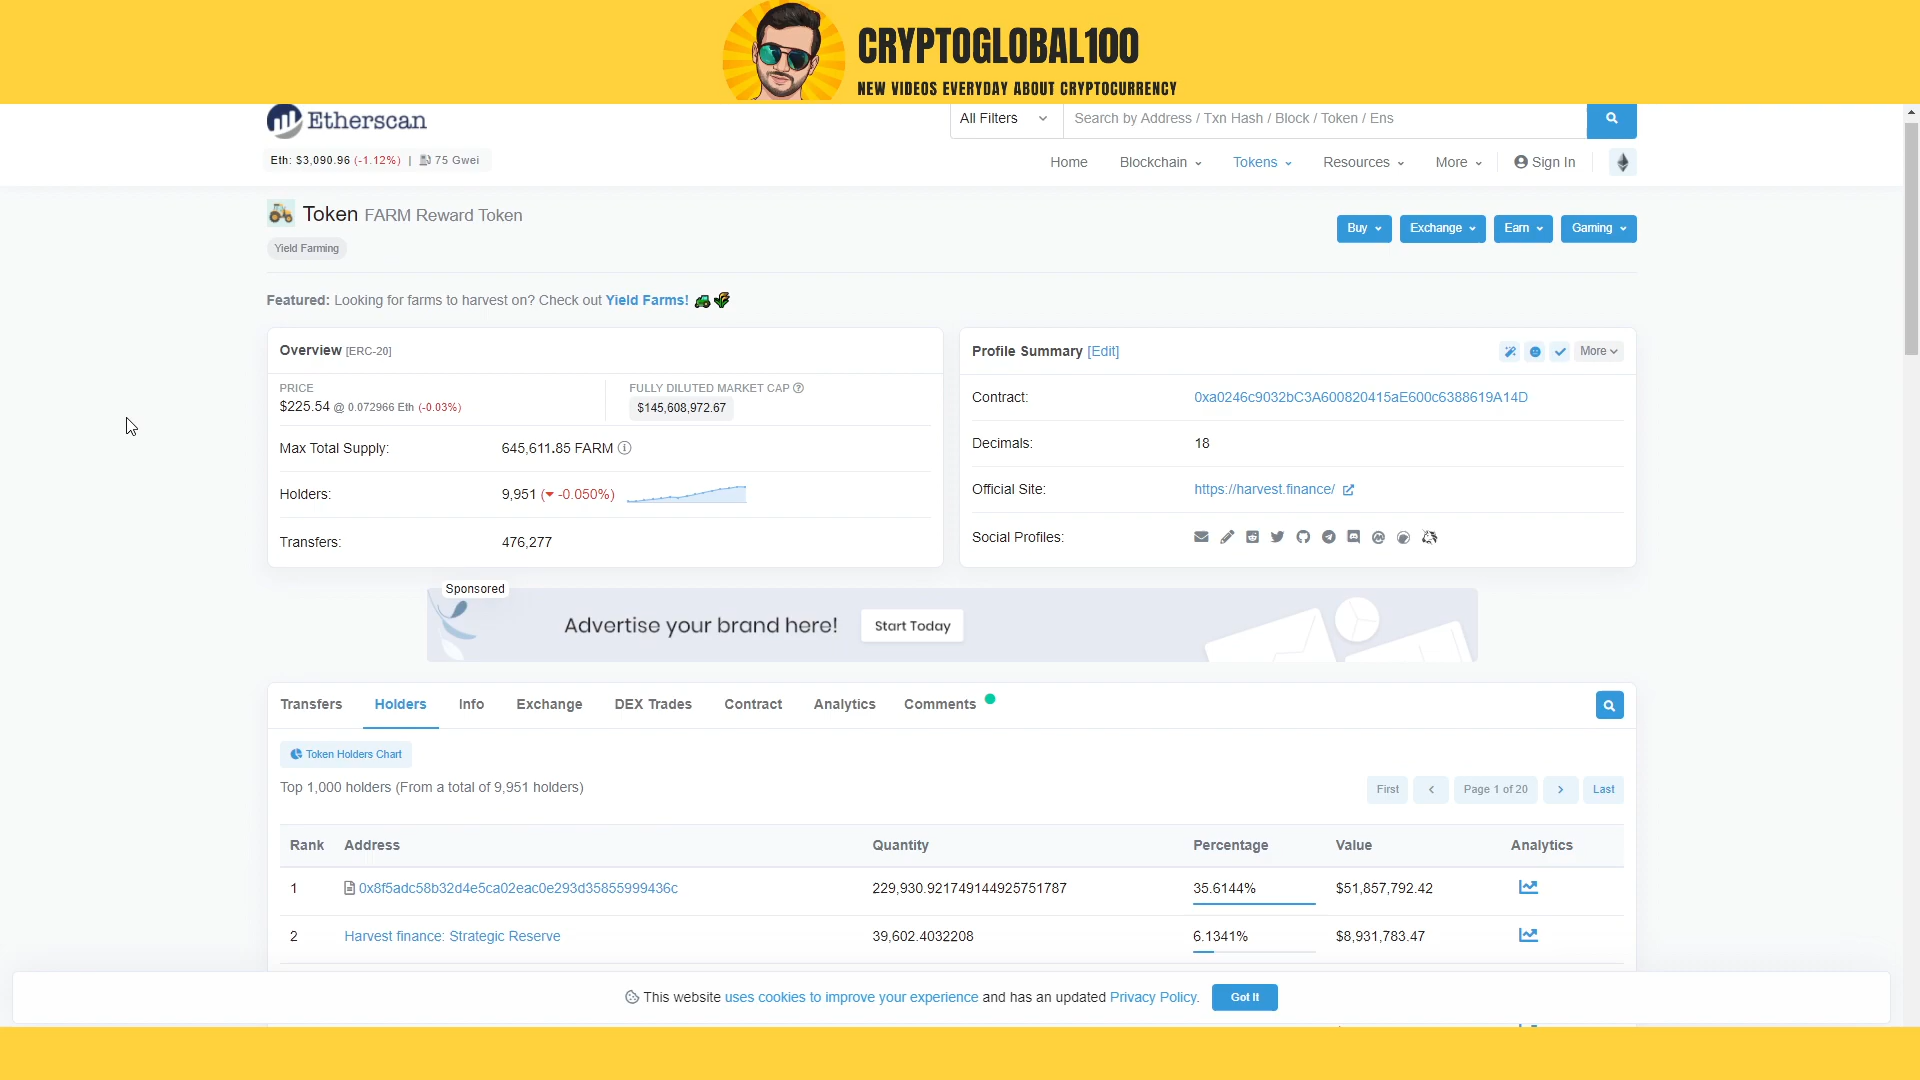 CRYPTOGLOBAL100
NEW VIDEOS EVERYDAY ABOUT CRYPTOCURRENCY
Etherscan
All Filters
Search by Address / Txn Hash / Block / Token / Ens
Eth: $3,090.96 (-1.12%) | 75 Gwei
Home Blockchain Tokens Resources More Sign In
Token FARM Reward Token
Yield Farming
Buy Exchange Earn Gaming
Featured: Looking for farms to harvest on? Check out Yield Farms!
Overview [ERC-20]
PRICE
$225.54 @ 0.072966 Eth (-0.03%)
FULLY DILUTED MARKET CAP
$145,608,972.67
Max Total Supply: 645,611.85 FARM
Holders: 9,951 (-0.050%)
Transfers: 476,277
Profile Summary [Edit]
More
Contract: 0xa0246c9032bC3A600820415aE600c6388619A14D
Decimals: 18
Official Site: https://harvest.finance/
Social Profiles:
Sponsored
Advertise your brand here! Start Today
Transfers Holders Info Exchange DEX Trades Contract Analytics Comments
Token Holders Chart
Top 1,000 holders (From a total of 9,951 holders)
First < Page 1 of 20 > Last
Rank Address Quantity Percentage Value Analytics
1 0x8f5adc58b32d4e5ca02eac0e293d35855999436c 229,930.921749144925751787 35.6144% $51,857,792.42
2 Harvest finance: Strategic Reserve 39,602.4032208 6.1341% $8,931,783.47
This website uses cookies to improve your experience and has an updated Privacy Policy. Got It